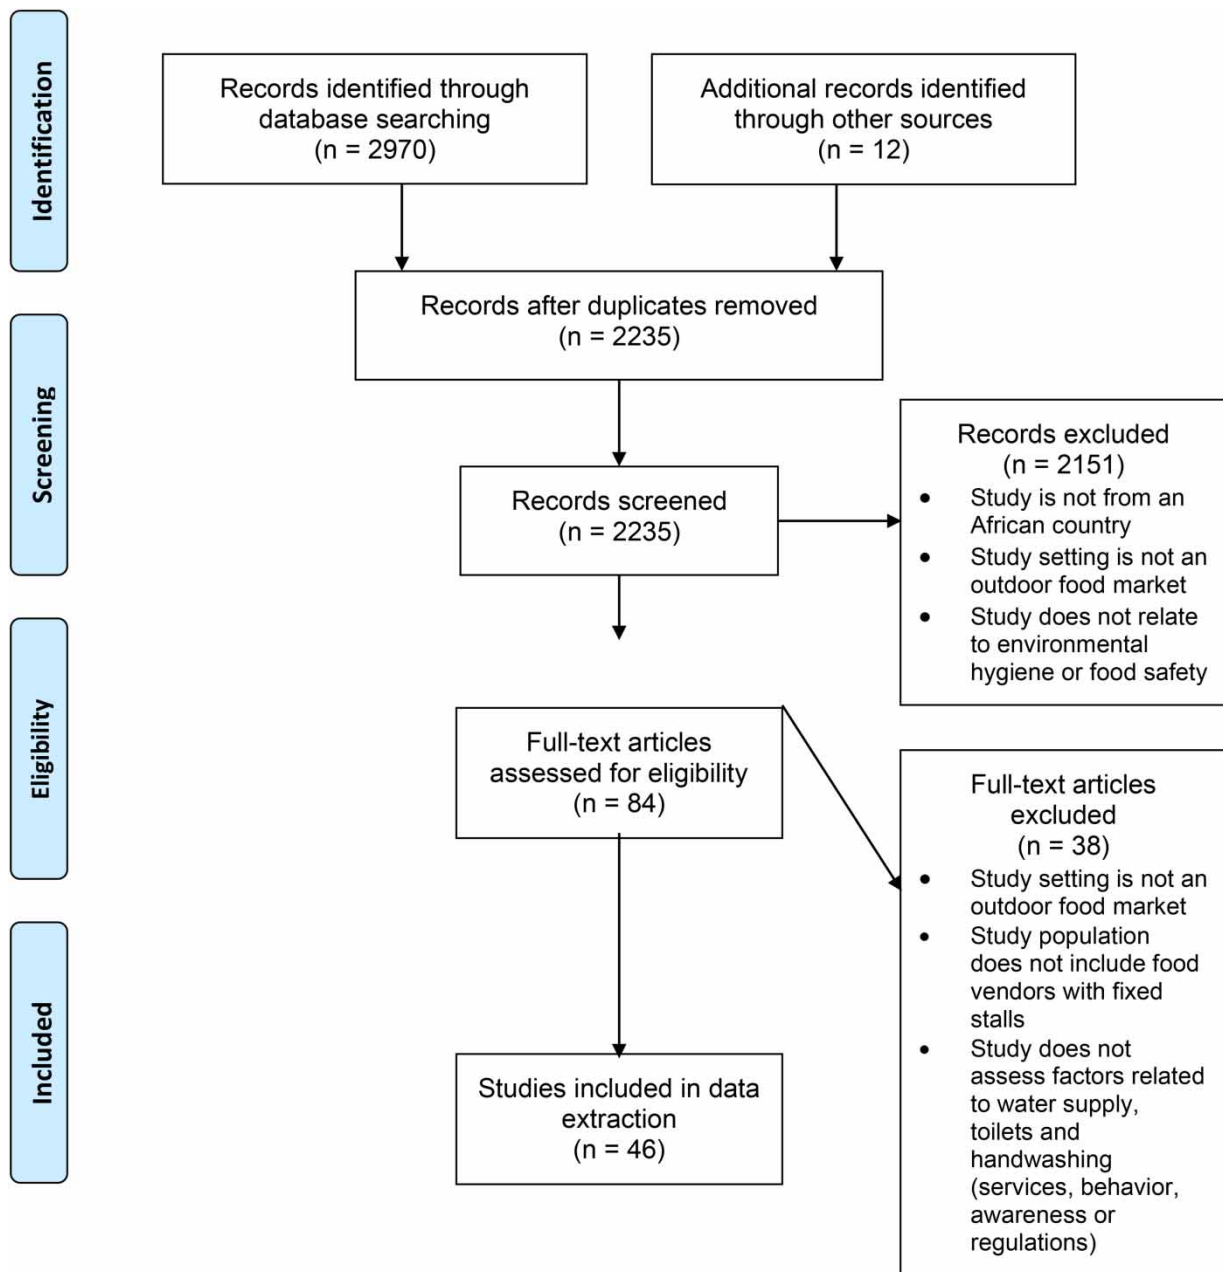 Identification
Records identified through
database searching
(n = 2970)
Additional records identified
through other sources
(n = 12)
Records after duplicates removed
(n = 2235)
Screening
Records screened
(n = 2235)
Records excluded
(n = 2151)
• Study is not from an
African country
• Study setting is not an
outdoor food market
• Study does not relate
to environmental
hygiene or food safety
Eligibility
Full-text articles
assessed for eligibility
(n = 84)
Full-text articles
excluded
(n = 38)
• Study setting is not an
outdoor food market
• Study population
does not include food
vendors with fixed
stalls
• Study does not
assess factors related
to water supply,
toilets and
handwashing
(services, behavior,
awareness or
regulations)
Included
Studies included in data
extraction
(n = 46)